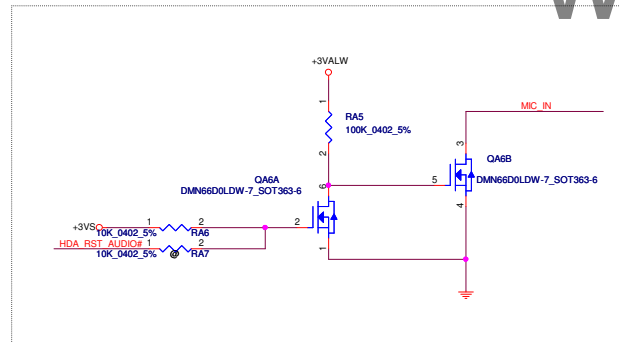 W
+3VALW
1
RA5
100K_0402_5%
2
MIC_IN
3
QA6B
DMN66D0LDW-7_SOT363-6
5
4
QA6A
DMN66D0LDW-7_SOT363-6
6
2
1
+3VS 1 2
10K_0402_5% RA6
HDA_RST_AUDIO# 1 2
10K_0402_5% @ RA7